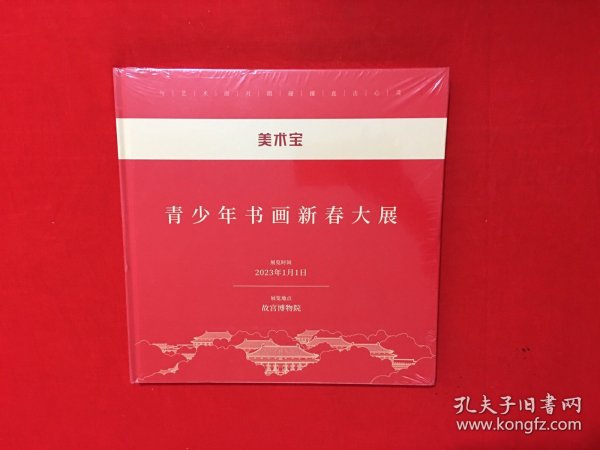 美术宝
青少年书画新春大展
展览时间
2023年1月1日
展览地点
故宫博物院
孔夫子旧书网
www.kongfz.com